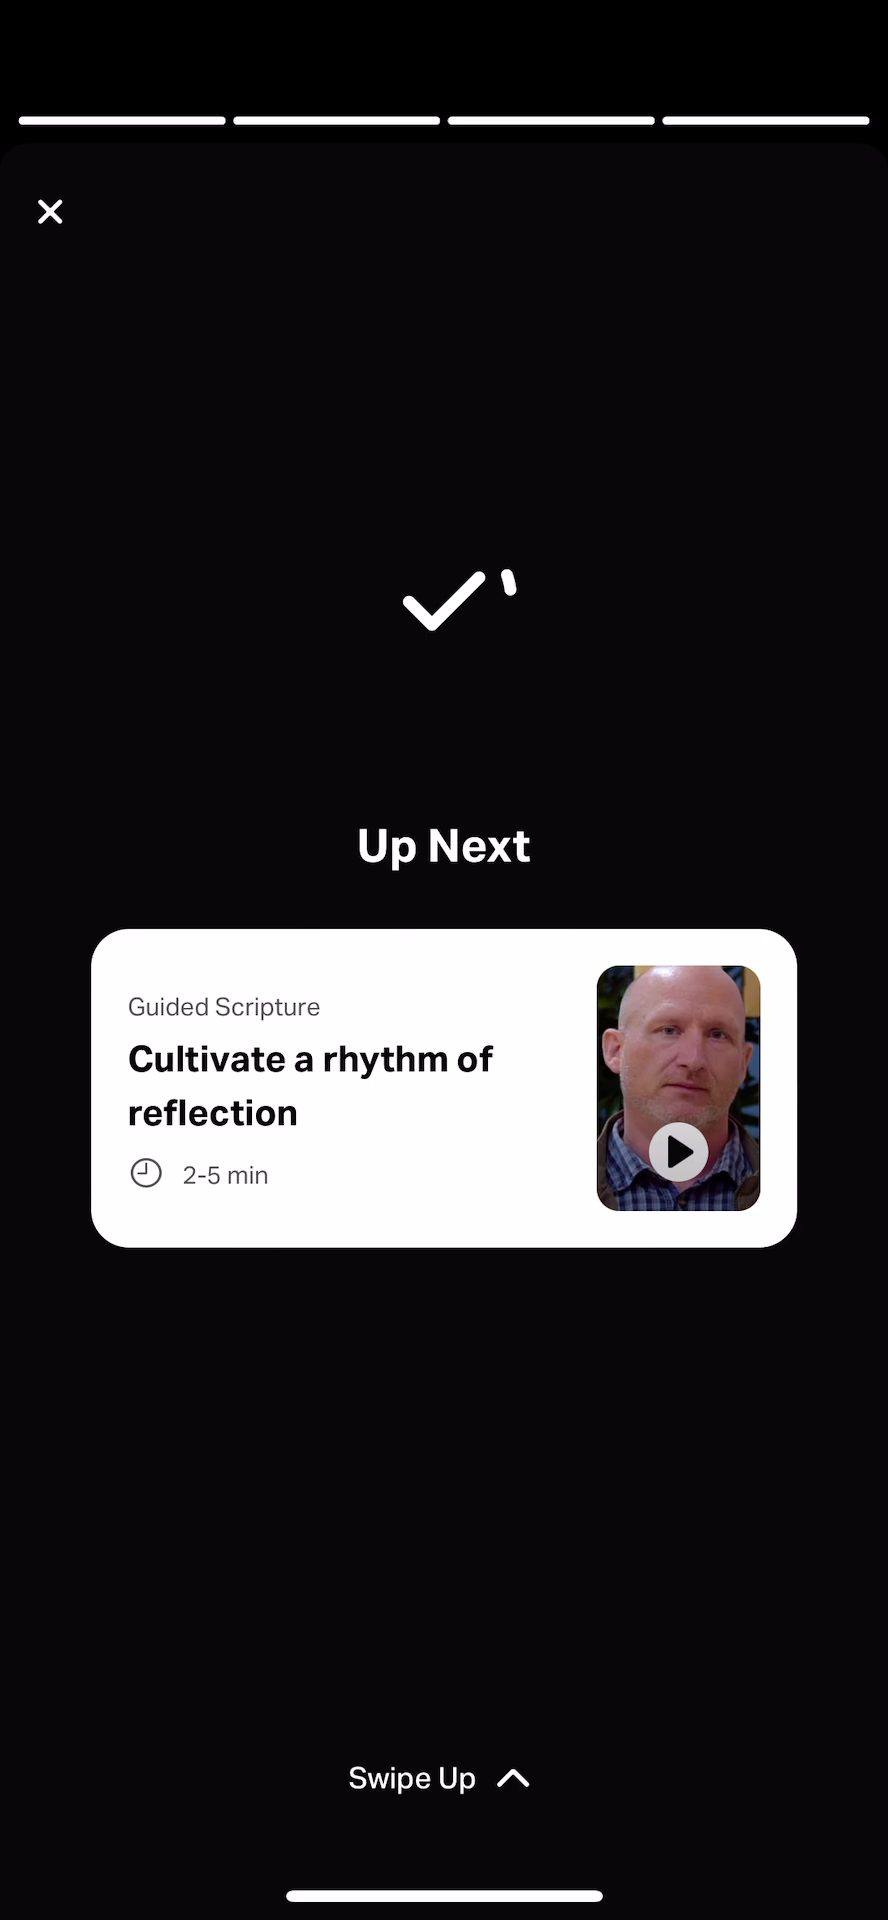 Up Next
Guided Scripture
Cultivate a rhythm of
reflection
2-5 min
Swipe Up